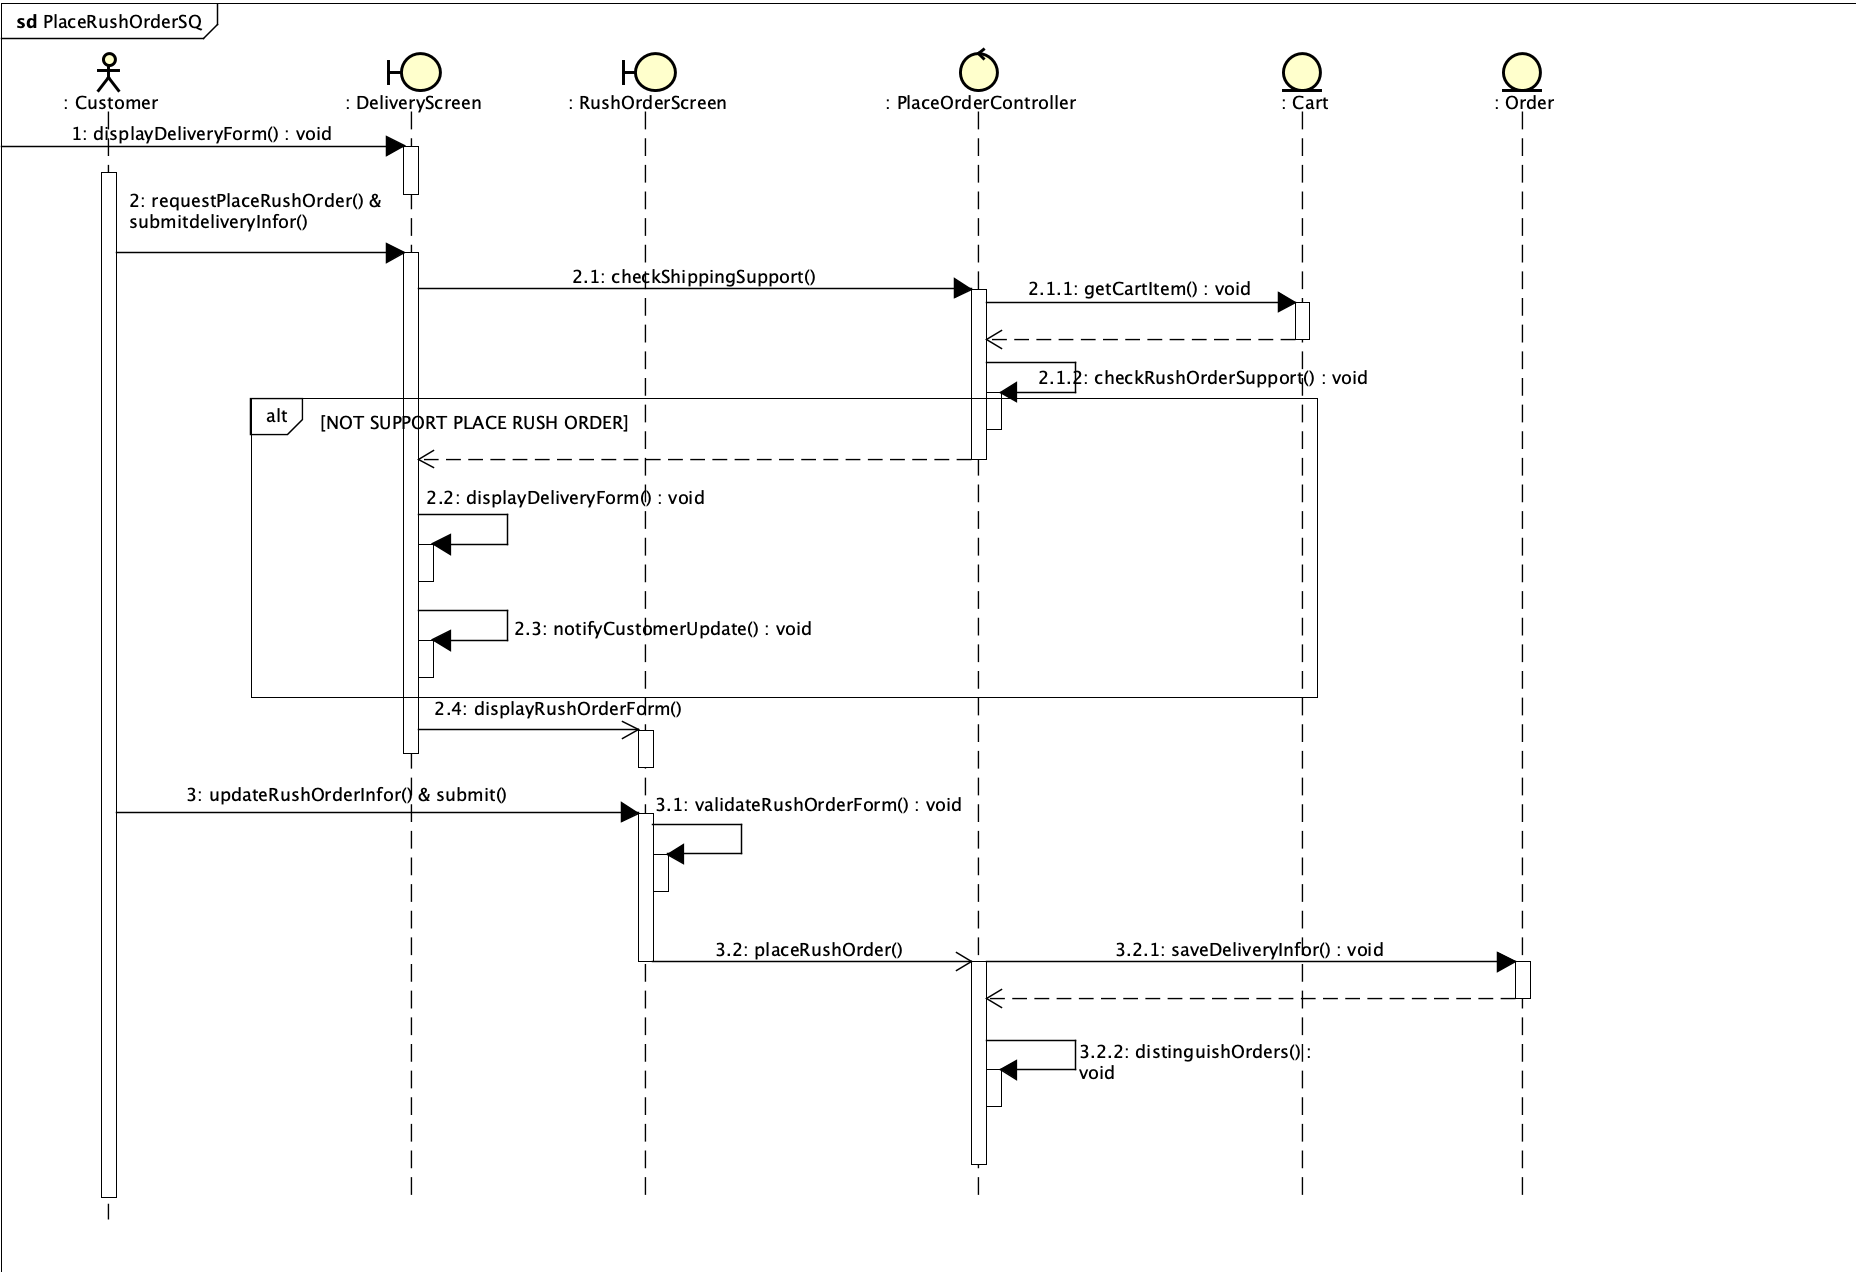 sd PlaceRushOrderSQ
: Customer
: DeliveryScreen
: RushOrderScreen
: PlaceOrderController
: Cart
: Order
1: displayDeliveryForm() : void
2: requestPlaceRushOrder() &
submitdeliveryInfor()
2.1: checkShippingSupport()
2.1.1: getCartItem() : void
2.1.2: checkRushOrderSupport() : void
alt
[NOT SUPPORT PLACE RUSH ORDER]
2.2: displayDeliveryForm() : void
2.3: notifyCustomerUpdate() : void
2.4: displayRushOrderForm()
3: updateRushOrderInfor() & submit()
3.1: validateRushOrderForm() : void
3.2: placeRushOrder()
3.2.1: saveDeliveryInfor() : void
3.2.2: distinguishOrders() :
void